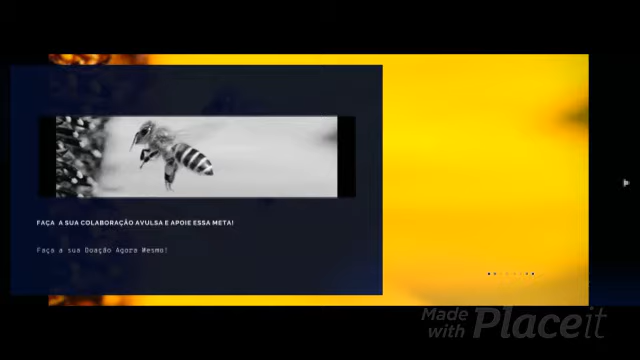 FAÇA A SUA COLABORAÇÃO AVULSA E APOIE ESSA META!
Faça a sua Doação Agora Mesmo!
Made
with Placeit